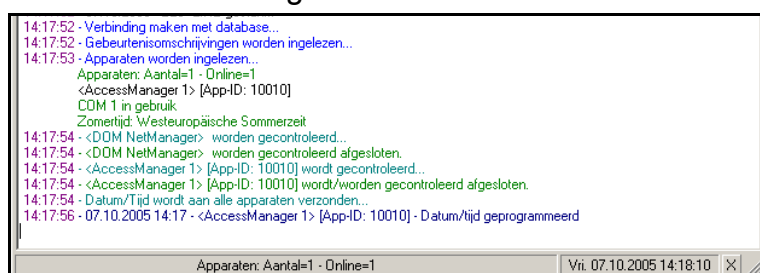 14:17:52 - Verbinding maken met database...
14:17:52 - Gebeurtenisomschrijvingen worden ingelezen...
14:17:53 - Apparaten worden ingelezen...
Apparaten: Aantal=1 - Online=1
<AccessManager 1> [App-ID: 10010]
COM 1 in gebruik
Zomertijd: Westeuropäische Sommerzeit
14:17:54 - <DOM NetManager> worden gecontroleerd...
14:17:54 - <DOM NetManager> worden gecontroleerd afgesloten.
14:17:54 - <AccessManager 1> [App-ID: 10010] wordt gecontroleerd...
14:17:54 - <AccessManager 1> [App-ID: 10010] wordt/worden gecontroleerd afgesloten.
14:17:54 - Datum/Tijd wordt aan alle apparaten verzonden...
14:17:56 - 07.10.2005 14:17 - <AccessManager 1> [App-ID: 10010] - Datum/tijd geprogrammeerd
Apparaten: Aantal=1 - Online=1
Vri. 07.10.2005 14:18:10
X